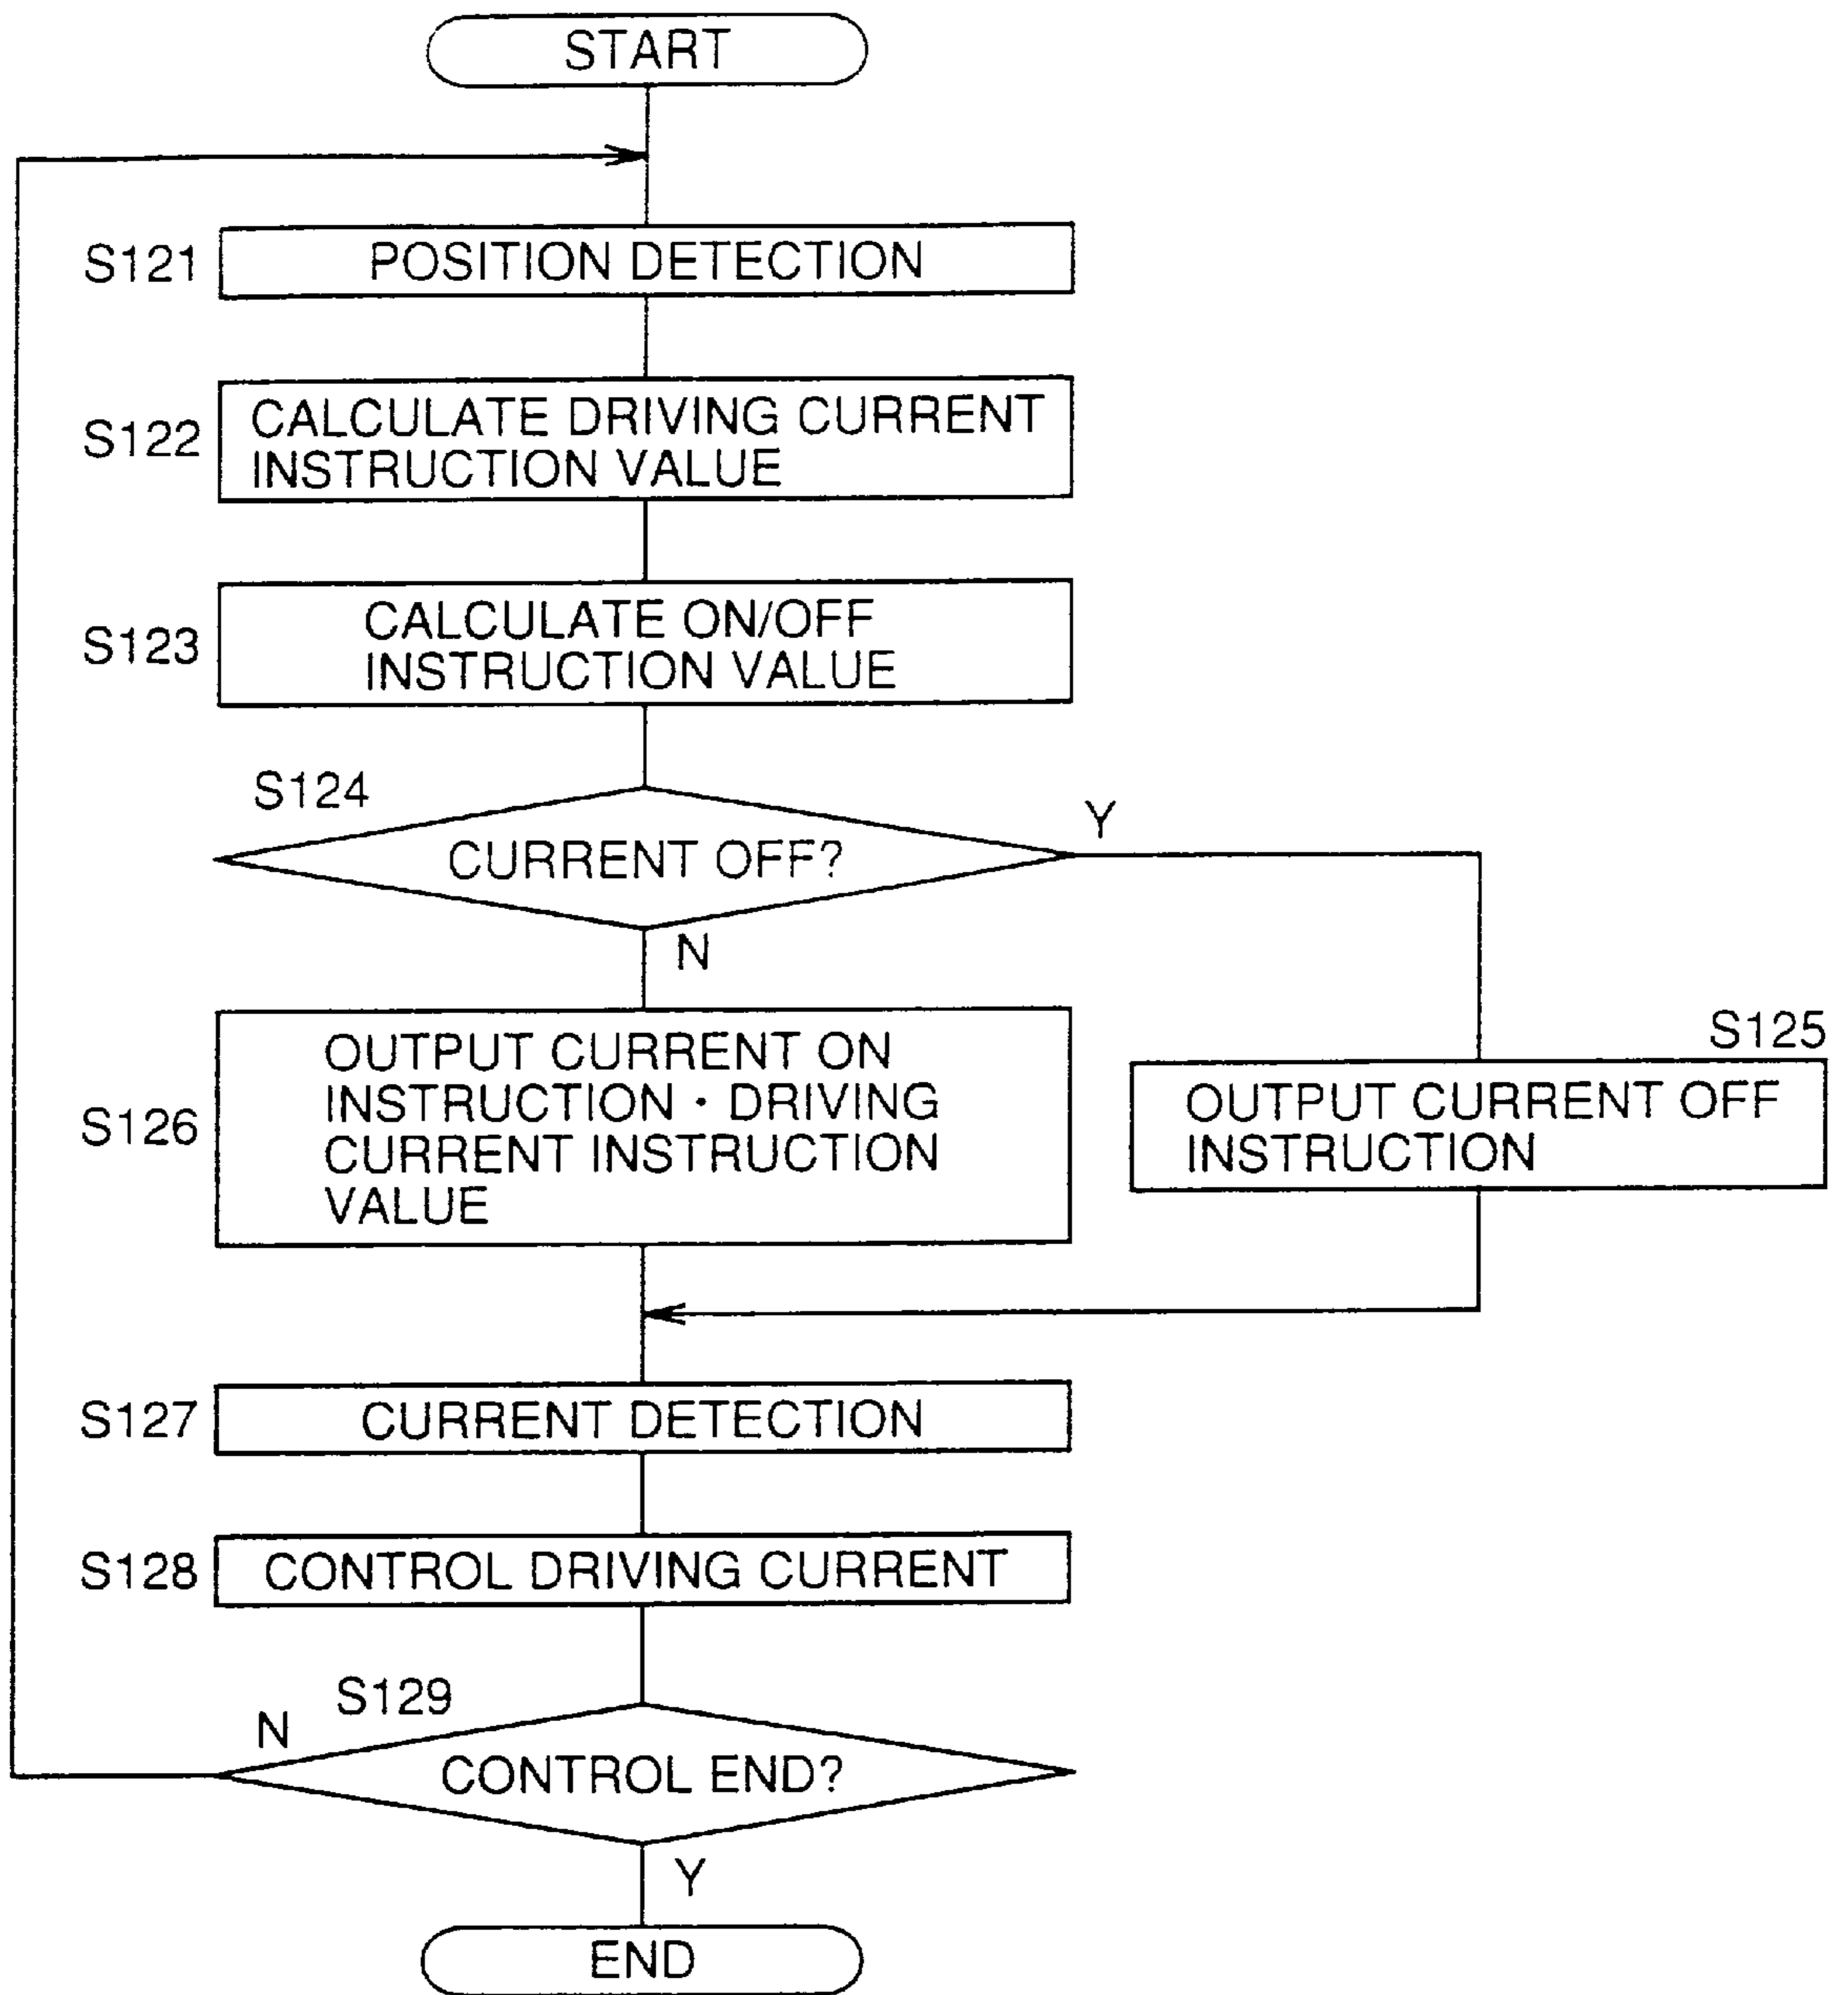 START
S121
POSITION DETECTION
S122
CALCULATE DRIVING CURRENT
INSTRUCTION VALUE
S123
CALCULATE ON/OFF
INSTRUCTION VALUE
S124
CURRENT OFF?
Y
N
S126
OUTPUT CURRENT ON
INSTRUCTION · DRIVING
CURRENT INSTRUCTION
VALUE
S125
OUTPUT CURRENT OFF
INSTRUCTION
S127
CURRENT DETECTION
S128
CONTROL DRIVING CURRENT
S129
N
CONTROL END?
Y
END